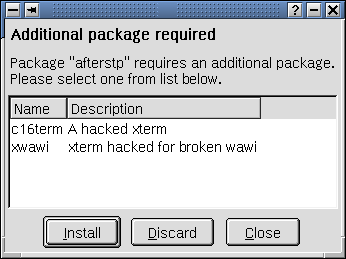 Additional package required
Package "afterstp" requires an additional package.
Please select one from list below.
Name Description
c16term A hacked xterm
xwawi xterm hacked for broken wawi
Install Discard Close